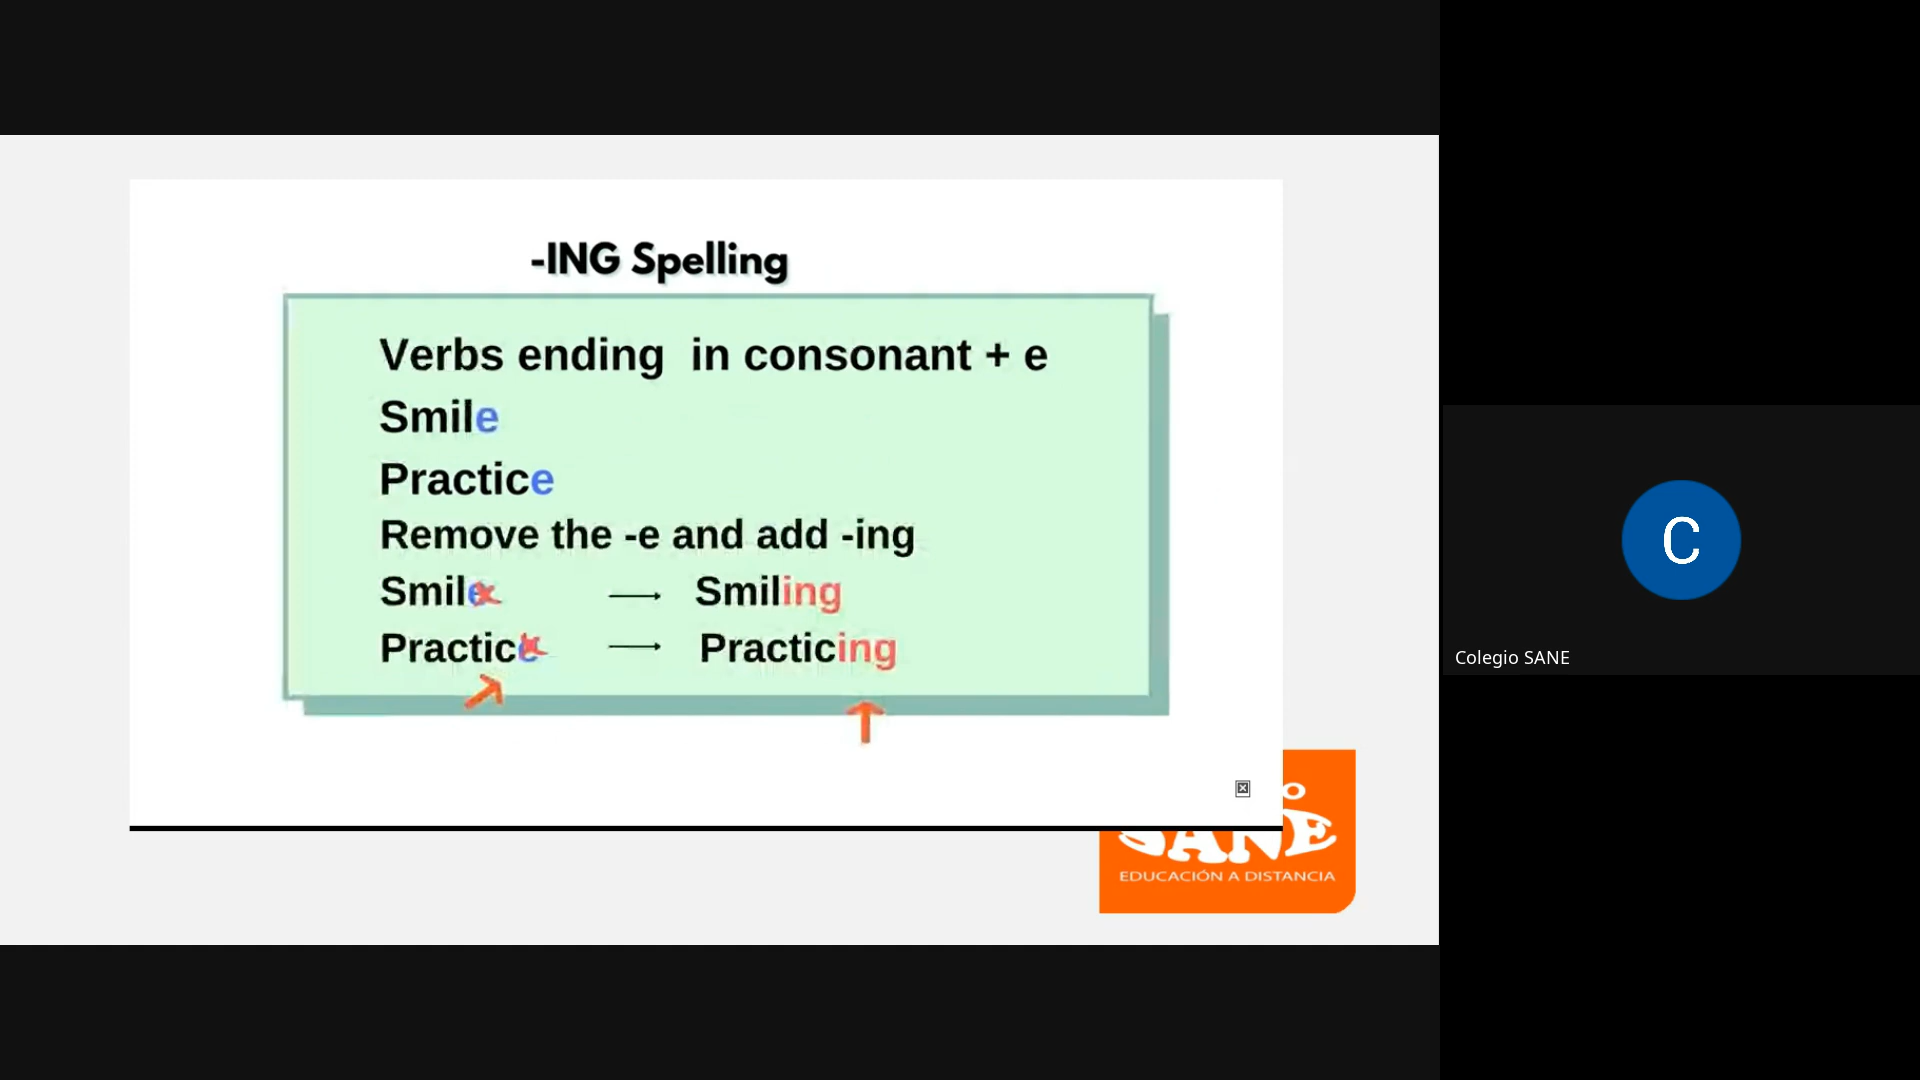 -ING Spelling
Verbs ending in consonant + e
Smile
Practice
Remove the -e and add -ing
Smile → Smiling
Practice → Practicing
SANE
EDUCACIÓN A DISTANCIA
C
Colegio SANE